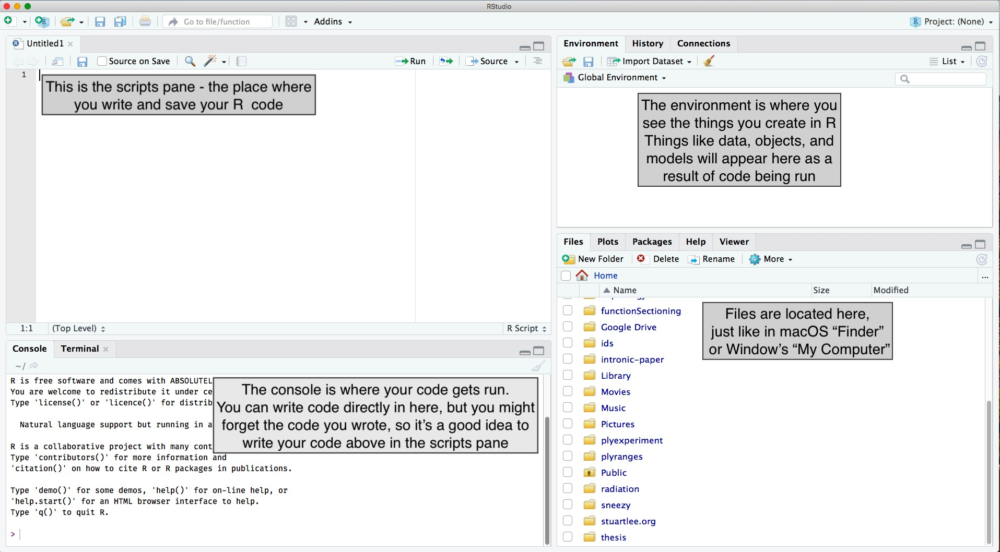 RStudio
Go to file/function
Addins
Project: (None)
Untitled1
Source on Save
Run
Source
1
This is the scripts pane - the place where
you write and save your R code
1:1
(Top Level)
R Script
Console
Terminal
~/
R is free software and comes with ABSOLUTEL
You are welcome to redistribute it under ce
Type 'license()' or 'licence()' for distrib
Natural language support but running in a
R is a collaborative project with many cont
Type 'contributors()' for more information and
'citation()' on how to cite R or R packages in publications.
Type 'demo()' for some demos, 'help()' for on-line help, or
'help.start()' for an HTML browser interface to help.
Type 'q()' to quit R.
>
The console is where your code gets run.
You can write code directly in here, but you might
forget the code you wrote, so it's a good idea to
write your code above in the scripts pane
Environment
History
Connections
Import Dataset
List
Global Environment
The environment is where you
see the things you create in R
Things like data, objects, and
models will appear here as a
result of code being run
Files
Plots
Packages
Help
Viewer
New Folder
Delete
Rename
More
Home
...
Name
Size
Modified
functionSectioning
Google Drive
ids
intronic-paper
Library
Movies
Music
Pictures
plyexperiment
plyranges
Public
radiation
sneezy
stuartlee.org
thesis
Files are located here,
just like in macOS “Finder”
or Window's “My Computer”